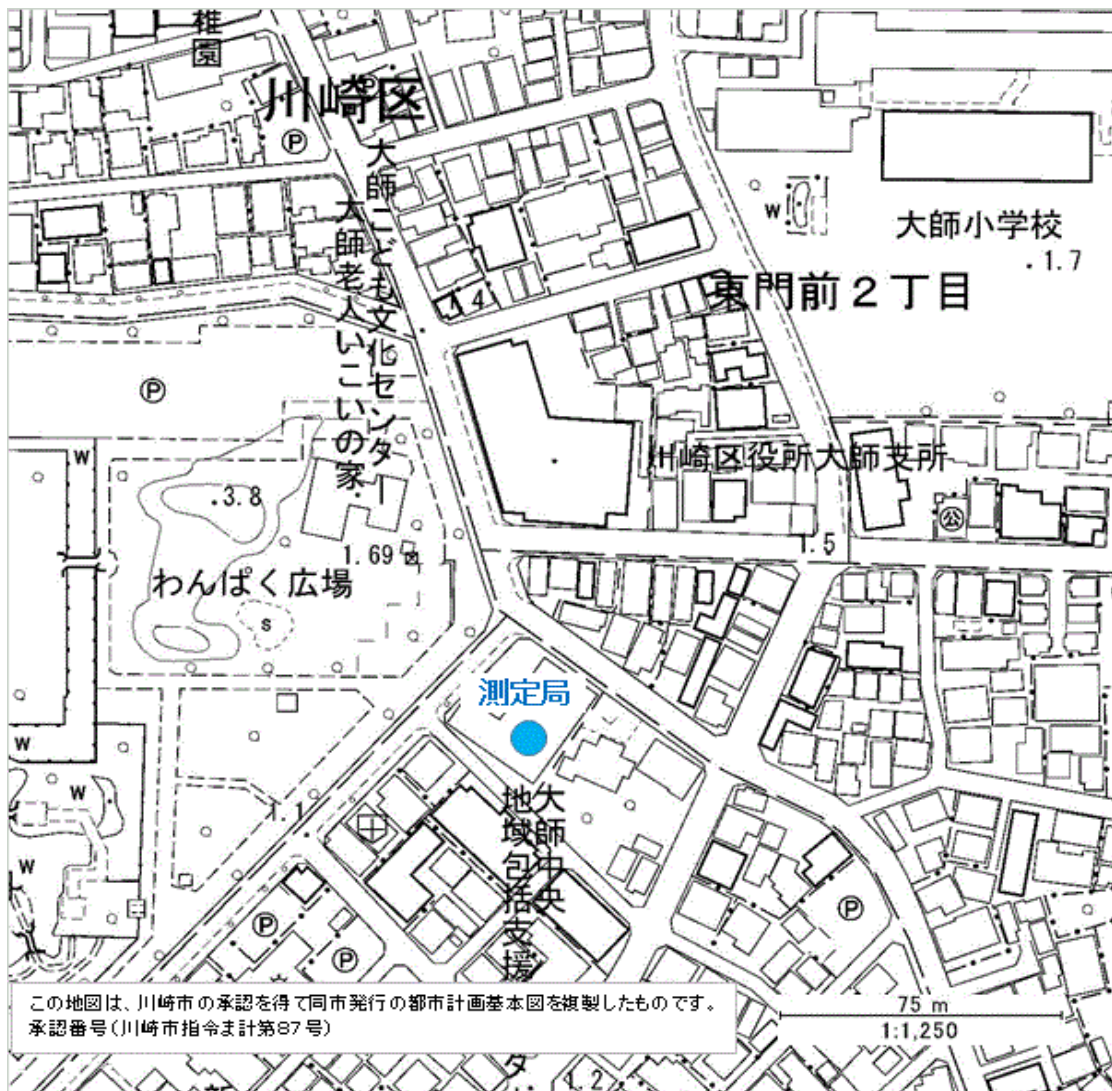 稚園
川崎区
Ⓟ
大師こども文化センター
大師老人いこいの家
W
大師小学校
.1.7
1.4
東門前２丁目
Ⓟ
川崎区役所大師支所
W
.3.8
公
1.5
1.69
わんぱく広場
s
測定局
W
W
1.1
大師中央
地域包括支援
W
Ⓟ
Ⓟ
Ⓟ
この地図は、川崎市の承認を得て同市発行の都市計画基本図を複製したものです。
承認番号(川崎市指令ま計第87号)
75 m
1:1,250
タ
1.2